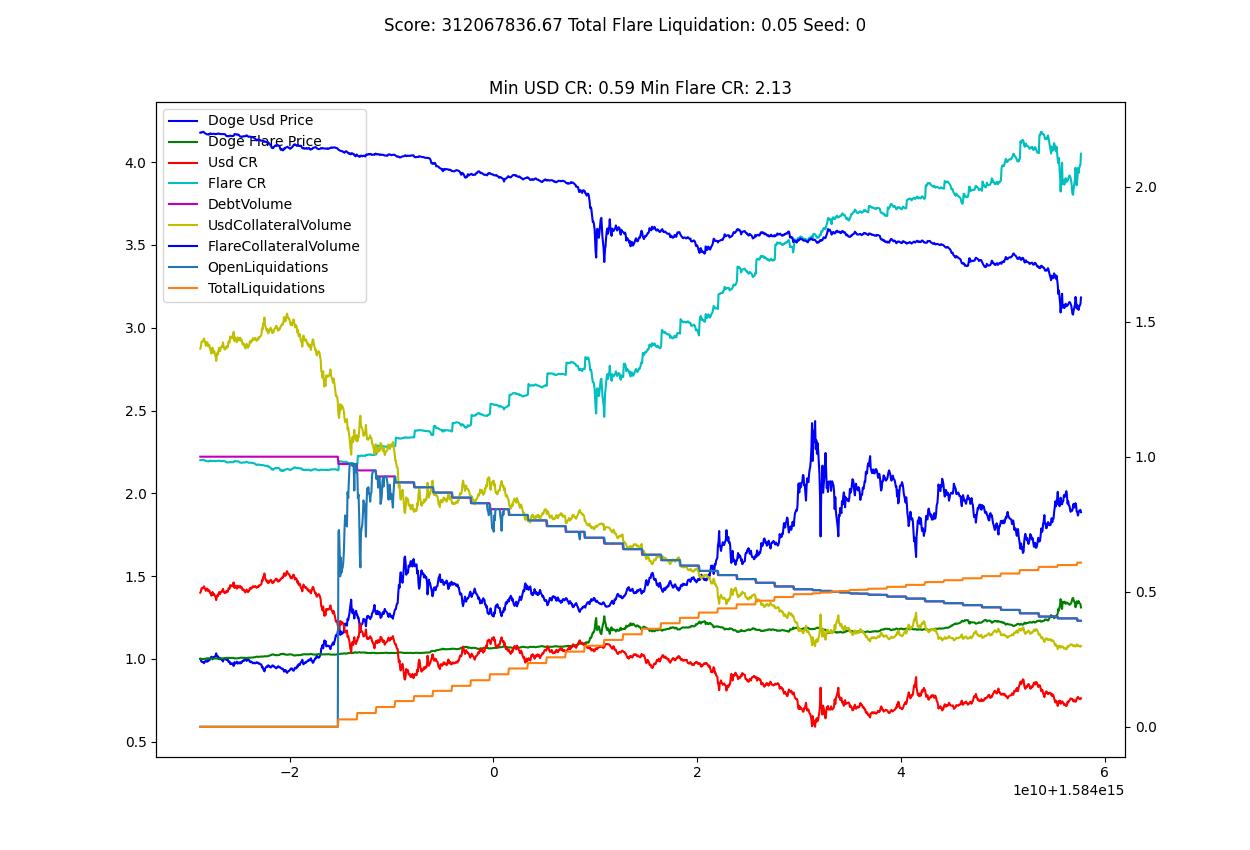 Score: 312067836.67 Total Flare Liquidation: 0.05 Seed: 0
Min USD CR: 0.59 Min Flare CR: 2.13
Doge Usd Price
Doge Flare Price
Usd CR
Flare CR
DebtVolume
UsdCollateralVolume
FlareCollateralVolume
OpenLiquidations
TotalLiquidations
4.0
3.5
3.0
2.5
2.0
1.5
1.0
0.5
2.0
1.5
1.0
0.5
0.0
−2
0
2
4
6
1e10+1.584e15